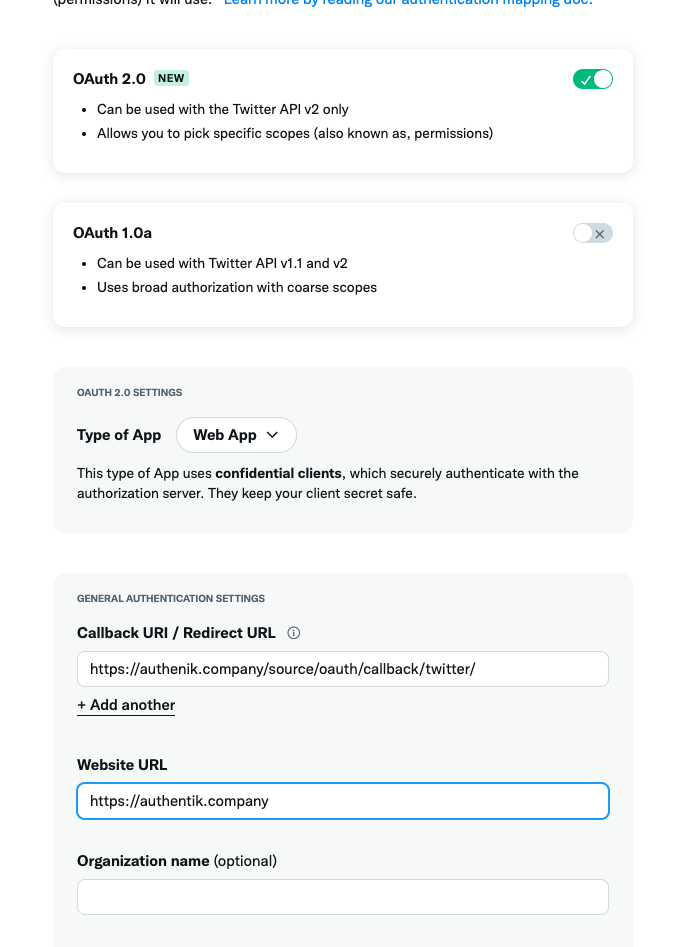 (permissions) it will use. Learn more by reading our authentication mapping doc.
OAuth 2.0 NEW
• Can be used with the Twitter API v2 only
• Allows you to pick specific scopes (also known as, permissions)
OAuth 1.0a
• Can be used with Twitter API v1.1 and v2
• Uses broad authorization with coarse scopes
OAUTH 2.0 SETTINGS
Type of App Web App
This type of App uses confidential clients, which securely authenticate with the
authorization server. They keep your client secret safe.
GENERAL AUTHENTICATION SETTINGS
Callback URI / Redirect URL
https://authenik.company/source/oauth/callback/twitter/
+ Add another
Website URL
https://authentik.company
Organization name (optional)